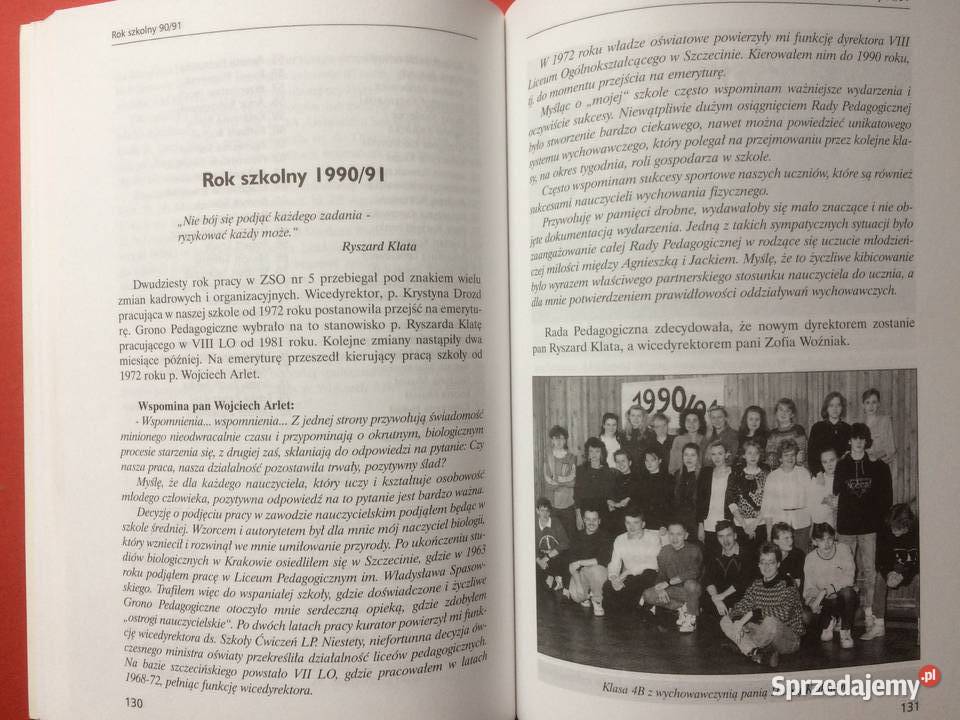 Rok szkolny 90/91
Rok szkolny 1990/91
„Nie bój się podjąć każdego zadania -
ryzykować każdy może.”
Ryszard Klata
Dwudziesty rok pracy w ZSO nr 5 przebiegał pod znakiem wielu
zmian kadrowych i organizacyjnych. Wicedyrektor, p. Krystyna Drozd
pracująca w naszej szkole od 1972 roku postanowiła przejść na emerytu-
rę. Grono Pedagogiczne wybrało na to stanowisko p. Ryszarda Klatę
pracującego w VIII LO od 1981 roku. Kolejne zmiany nastąpiły dwa
miesiące później. Na emeryturę przeszedł kierujący pracą szkoły od
1972 roku p. Wojciech Arlet.
Wspomina pan Wojciech Arlet:
- Wspomnienia... wspomnienia... Z jednej strony przywołują świadomość
minionego nieodwracalnie czasu i przypominają o okrutnym, biologicznym
procesie starzenia się, z drugiej zaś, skłaniają do odpowiedzi na pytanie: Czy
nasza praca, nasza działalność pozostawiła trwały, pozytywny ślad?
Myślę, że dla każdego nauczyciela, który uczy i kształtuje osobowość
młodego człowieka, pozytywna odpowiedź na to pytanie jest bardzo ważna.
Decyzję o podjęciu pracy w zawodzie nauczycielskim podjąłem będąc w
szkole średniej. Wzorcem i autorytetem był dla mnie mój naczyciel biologii,
który wzniecił i rozwinął we mnie umiłowanie przyrody. Po ukończeniu stu-
diów biologicznych w Krakowie osiedliłem się w Szczecinie, gdzie w 1963
roku podjąłem pracę w Liceum Pedagogicznym im. Władysława Spasow-
skiego. Trafiłem więc do wspaniałej szkoły, gdzie doświadczone i życzliwe
Grono Pedagogiczne otoczyło mnie serdeczną opieką, gdzie zdobyłem
„ostrogi nauczycielskie”. Po dwóch latach pracy kurator powierzył mi funk-
cję wicedyrektora ds. Szkoły Ćwiczeń LP. Niestety, niefortunna decyzja ów-
czesnego ministra oświaty przekreśliła działalność liceów pedagogicznych.
Na bazie szczecińskiego powstało VII LO, gdzie pracowałem w latach
1968-72, pełniąc funkcję wicedyrektora.
130
W 1972 roku władze oświatowe powierzyły mi funkcję dyrektora VIII
Liceum Ogólnokształcącego w Szczecinie. Kierowałem nim do 1990 roku,
tj. do momentu przejścia na emeryturę.
Myśląc o „mojej” szkole często wspominam ważniejsze wydarzenia i
oczywiście sukcesy. Niewątpliwie dużym osiągnięciem Rady Pedagogicznej
było stworzenie bardzo ciekawego, nawet można powiedzieć unikatowego
systemu wychowawczego, który polegał na przejmowaniu przez kolejne kla-
sy, na okres tygodnia, roli gospodarza w szkole.
Często wspominam sukcesy sportowe naszych uczniów, które są również
sukcesami nauczycieli wychowania fizycznego.
Przywołuję w pamięci drobne, wydawałoby się mało znaczące i nie ob-
jęte dokumentacją wydarzenia. Jedną z takich sympatycznych sytuacji było
zaangażowanie całej Rady Pedagogicznej w rodzące się uczucie młodzień-
czej miłości między Agnieszką i Jackiem. Myślę, że to życzliwe kibicowanie
było wyrazem właściwego partnerskiego stosunku nauczyciela do ucznia, a
dla mnie potwierdzeniem prawidłowości oddziaływań wychowawczych.
Rada Pedagogiczna zdecydowała, że nowym dyrektorem zostanie
pan Ryszard Klata, a wicedyrektorem pani Zofia Woźniak.
1990/91
Klasa 4B z wychowawczynią panią
131
Sprzedajemy.pl